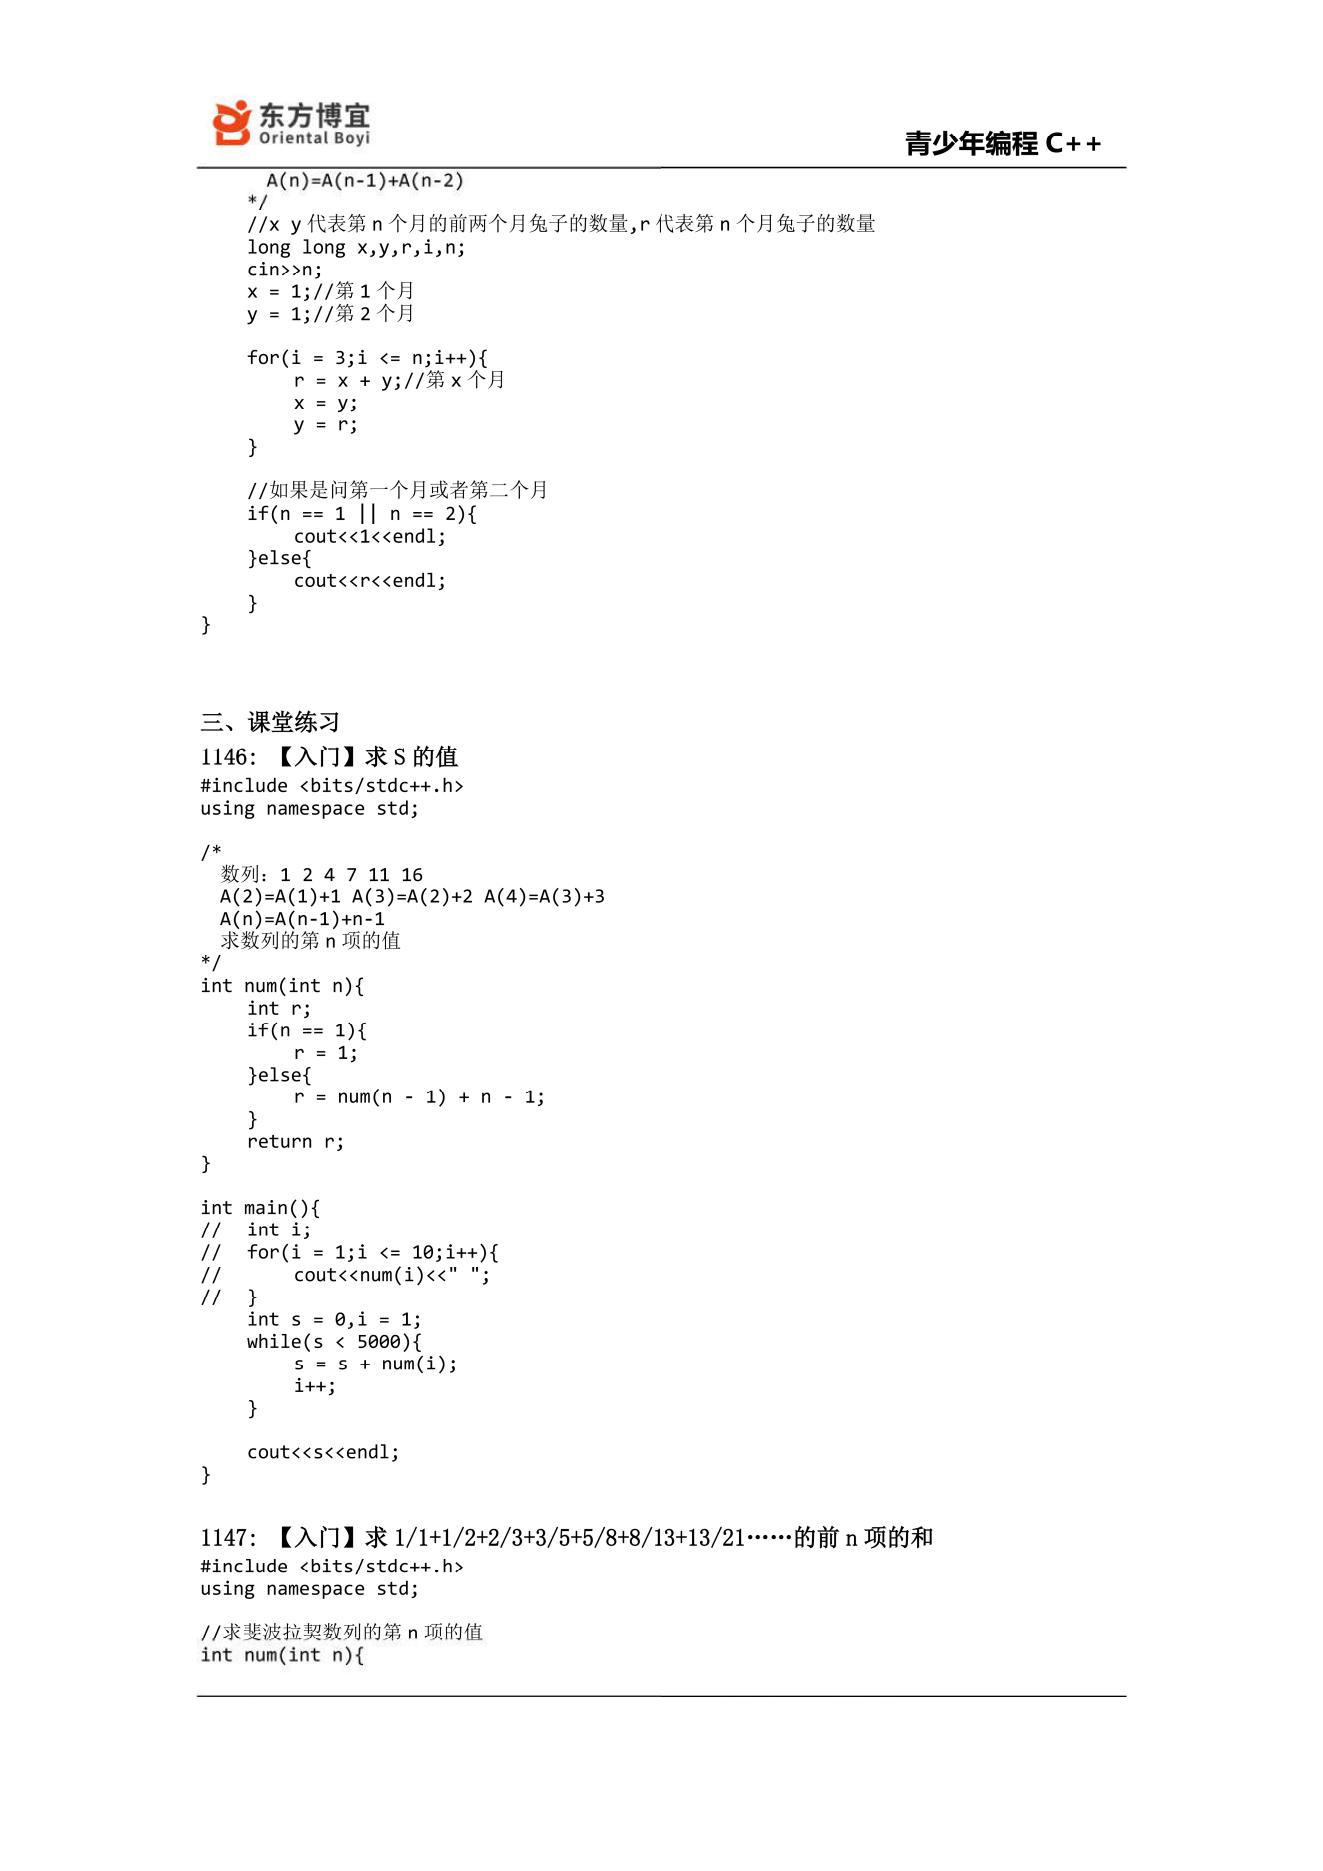 东方博宜
Oriental Boyi
青少年编程 C++
A(n)=A(n-1)+A(n-2)
*/
//x y 代表第 n 个月的前两个月兔子的数量,r 代表第 n 个月兔子的数量
long long x,y,r,i,n;
cin>>n;
x = 1;//第 1 个月
y = 1;//第 2 个月
for(i = 3;i <= n;i++){
r = x + y;//第 x 个月
x = y;
y = r;
}
//如果是问第一个月或者第二个月
if(n == 1 || n == 2){
cout<<1<<endl;
}else{
cout<<r<<endl;
}
}
三、课堂练习
1146: 【入门】求 S 的值
#include <bits/stdc++.h>
using namespace std;
/*
数列: 1 2 4 7 11 16
A(2)=A(1)+1 A(3)=A(2)+2 A(4)=A(3)+3
A(n)=A(n-1)+n-1
求数列的第 n 项的值
*/
int num(int n){
int r;
if(n == 1){
r = 1;
}else{
r = num(n - 1) + n - 1;
}
return r;
}
int main(){
// int i;
// for(i = 1;i <= 10;i++){
// cout<<num(i)<<" ";
// }
int s = 0,i = 1;
while(s < 5000){
s = s + num(i);
i++;
}
cout<<s<<endl;
}
1147: 【入门】求 1/1+1/2+2/3+3/5+5/8+8/13+13/21……的前 n 项的和
#include <bits/stdc++.h>
using namespace std;
//求斐波拉契数列的第 n 项的值
int num(int n){